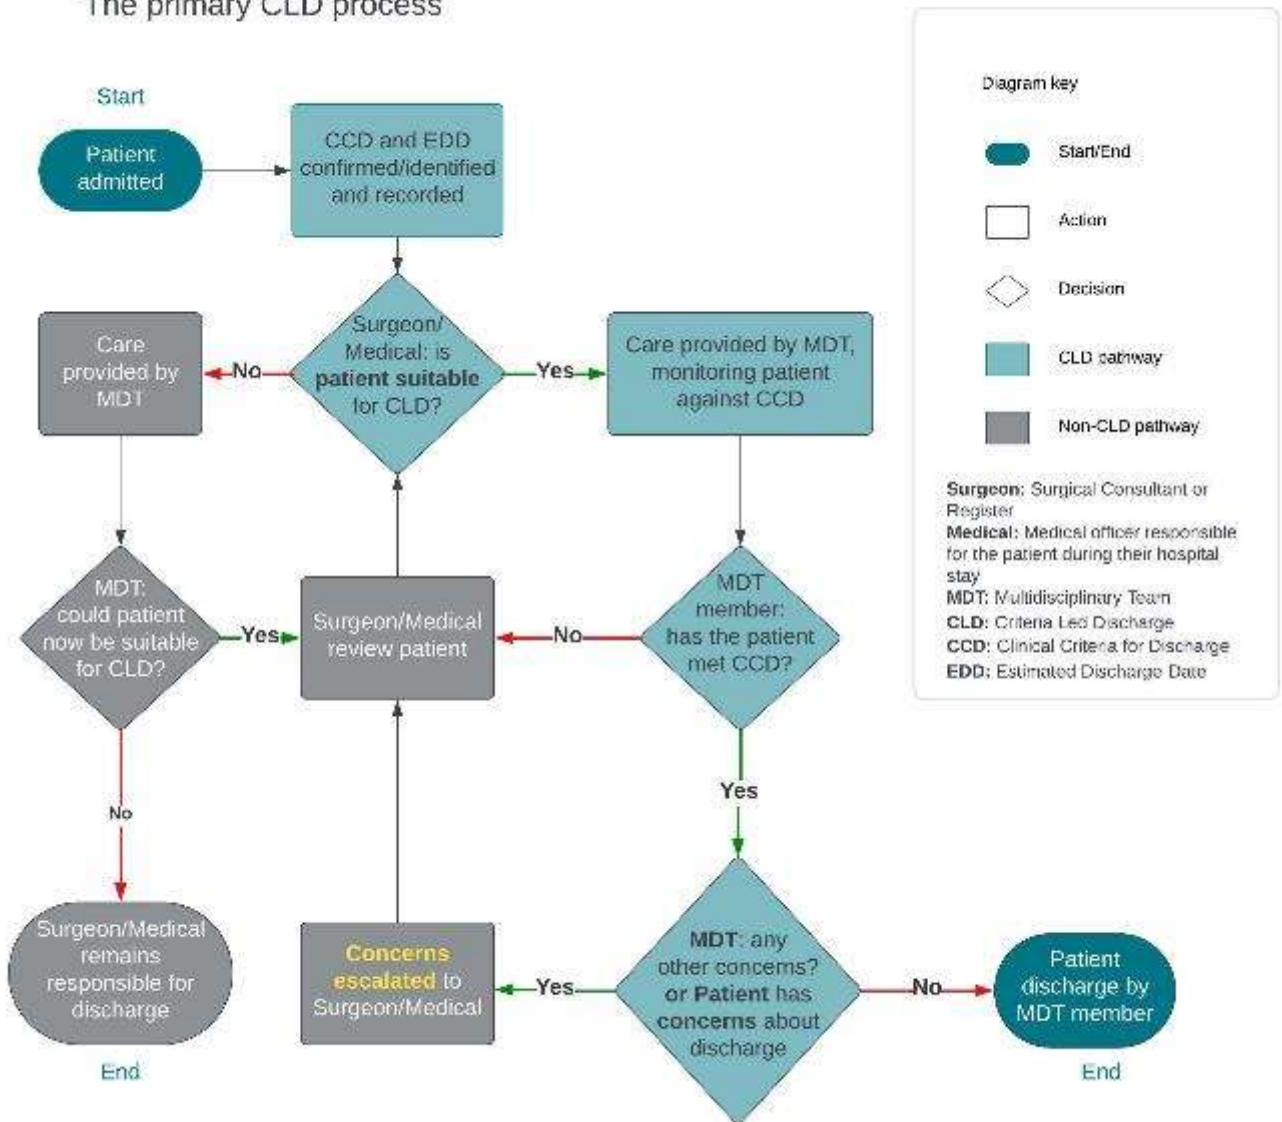 The primary CLD process
Start
Patient
admitted
CCD and EDD
confirmed/identified
and recorded
Surgeon/
Medical: is
patient suitable
for CLD?
No
Yes
Care
provided by
MDT
Care provided by MDT,
monitoring patient
against CCD
MDT:
could patient
now be suitable
for CLD?
Yes
Surgeon/Medical
review patient
No
MDT
member:
has the patient
met CCD?
No
Yes
Surgeon/Medical
remains
responsible for
discharge
End
Concerns
escalated to
Surgeon/Medical
Yes
MDT: any
other concerns?
or Patient has
concerns about
discharge
No
Patient
discharge by
MDT member
End
Diagram key
Start/End
Action
Decision
CLD pathway
Non-CLD pathway
Surgeon: Surgical Consultant or
Register
Medical: Medical officer responsible
for the patient during their hospital
stay
MDT: Multidisciplinary Team
CLD: Criteria Led Discharge
CCD: Clinical Criteria for Discharge
EDD: Estimated Discharge Date